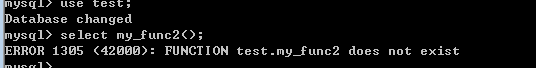 mysql> use test;
Database changed
mysql> select my_func2();
ERROR 1305 (42000): FUNCTION test.my_func2 does not exist
mysql>